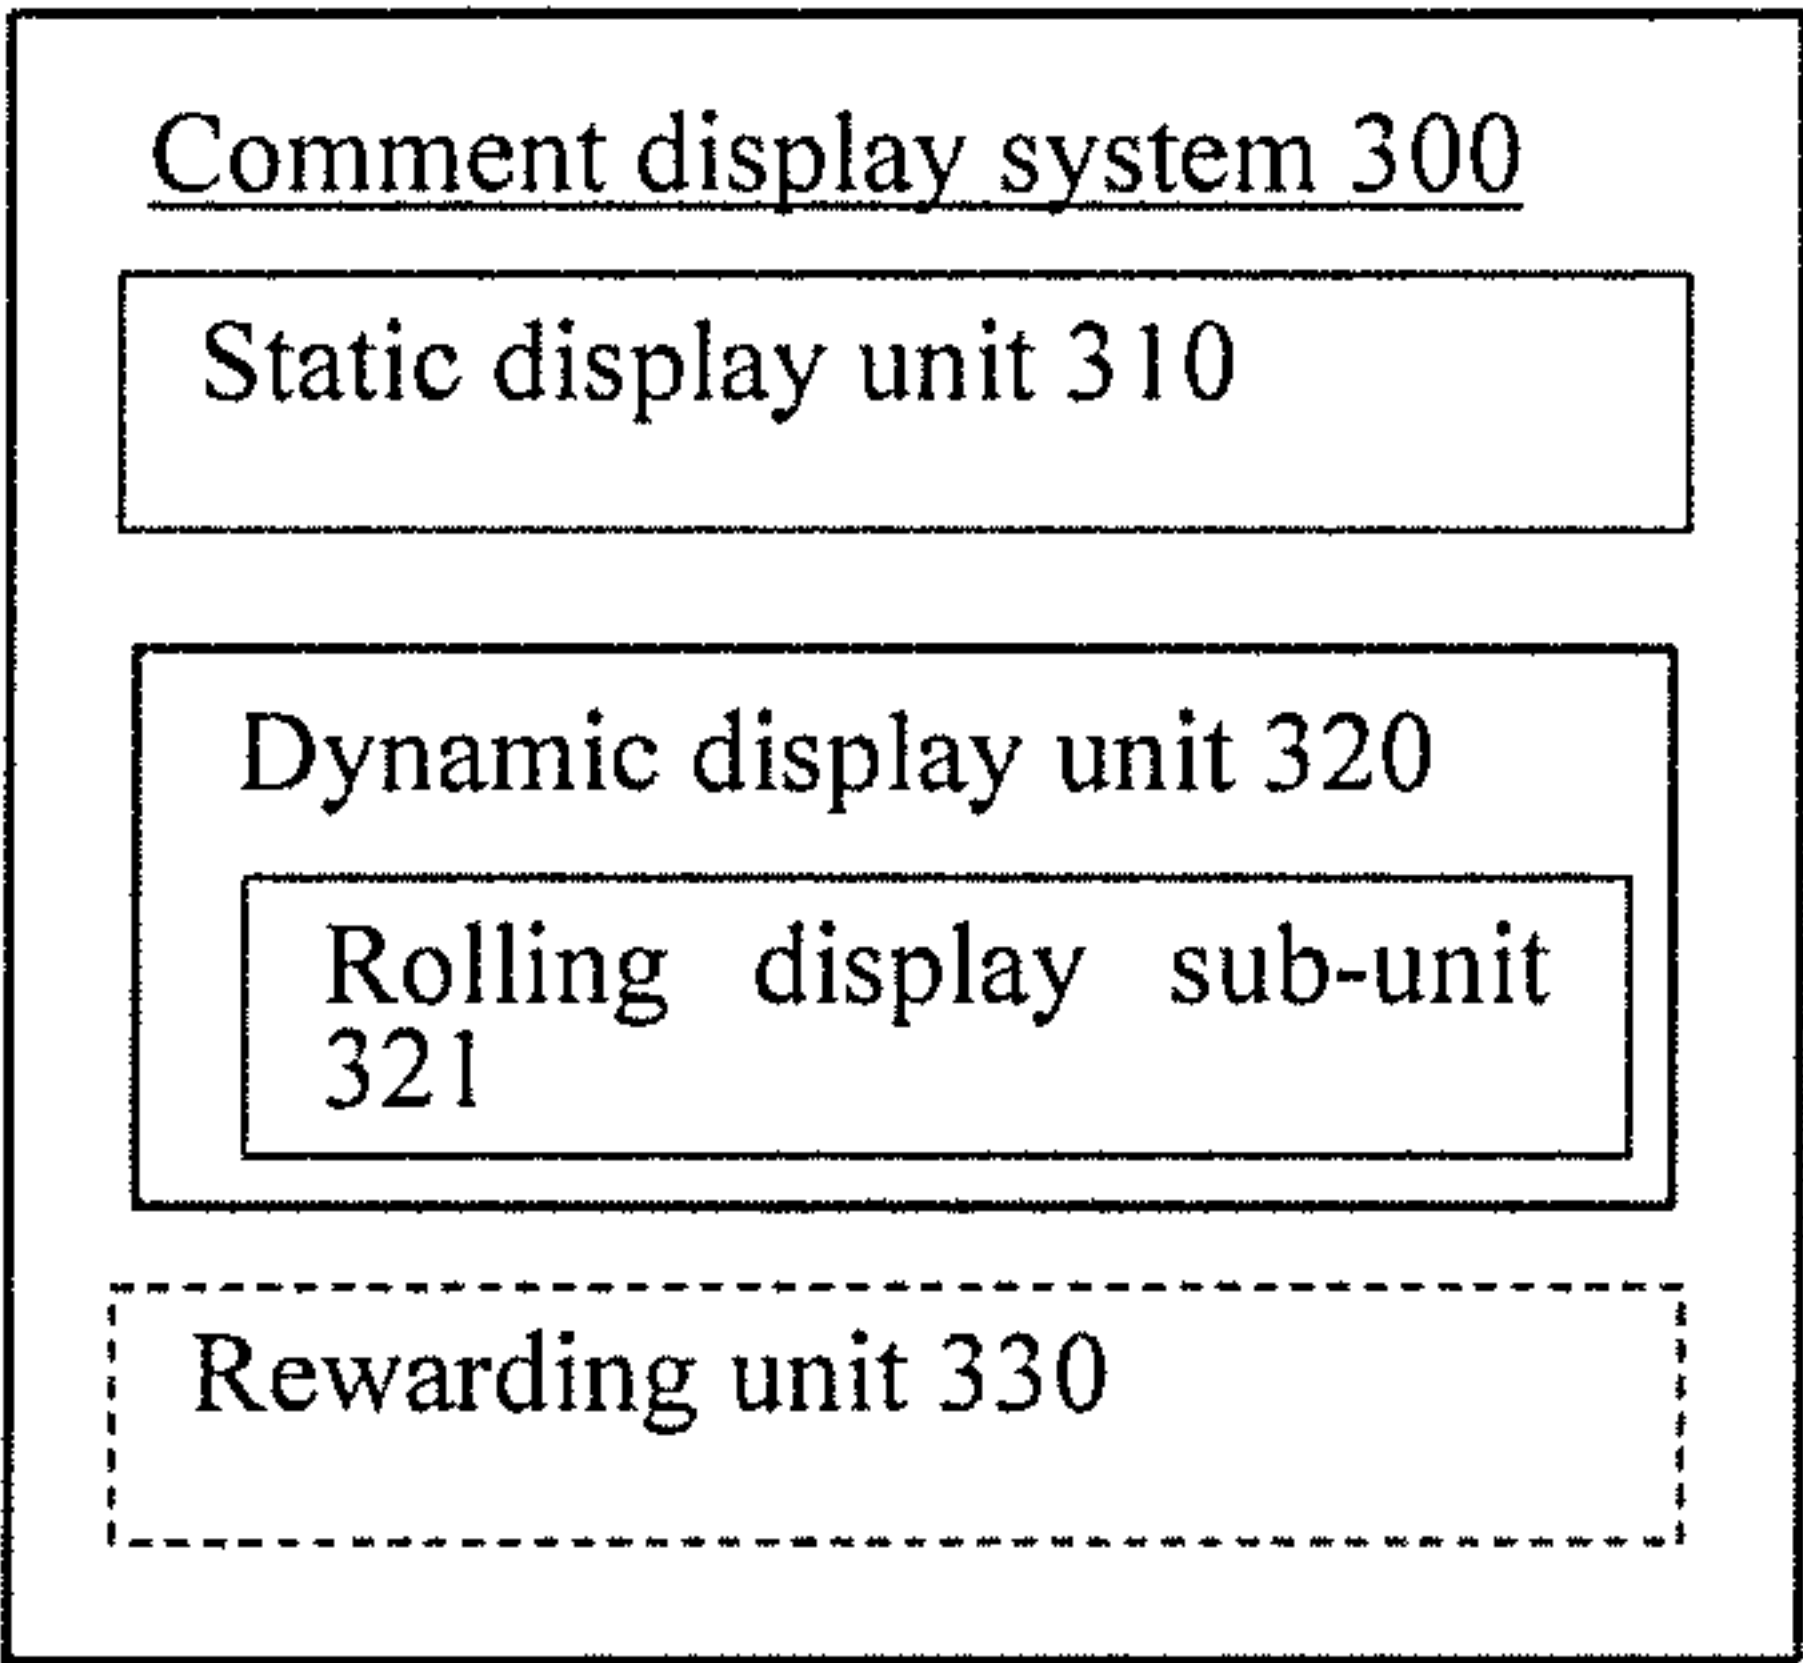 Comment display system 300
Static display unit 310
Dynamic display unit 320
Rolling display sub-unit
321
Rewarding unit 330